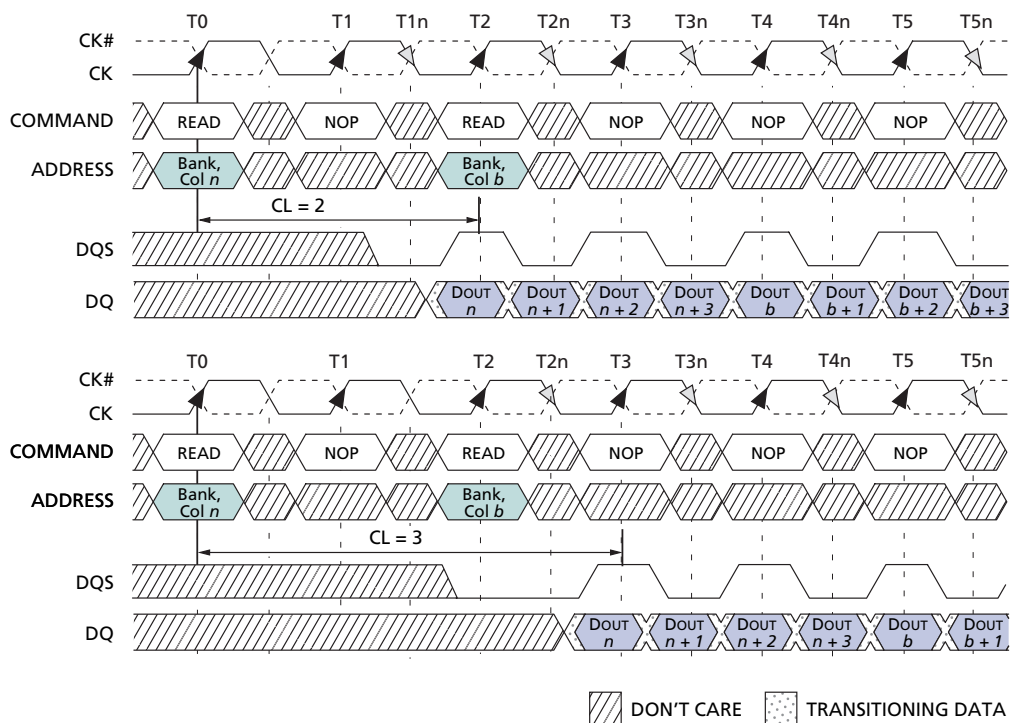 T0 T1 T1n T2 T2n T3 T3n T4 T4n T5 T5n
CK#
CK
COMMAND READ NOP READ NOP NOP NOP
ADDRESS Bank, Col n Bank, Col b
CL = 2
DQS
DQ DOUT n DOUT n + 1 DOUT n + 2 DOUT n + 3 DOUT b DOUT b + 1 DOUT b + 2 DOUT b + 3
T0 T1 T2 T2n T3 T3n T4 T4n T5 T5n
CK#
CK
COMMAND READ NOP READ NOP NOP NOP
ADDRESS Bank, Col n Bank, Col b
CL = 3
DQS
DQ DOUT n DOUT n + 1 DOUT n + 2 DOUT n + 3 DOUT b DOUT b + 1
DON'T CARE TRANSITIONING DATA